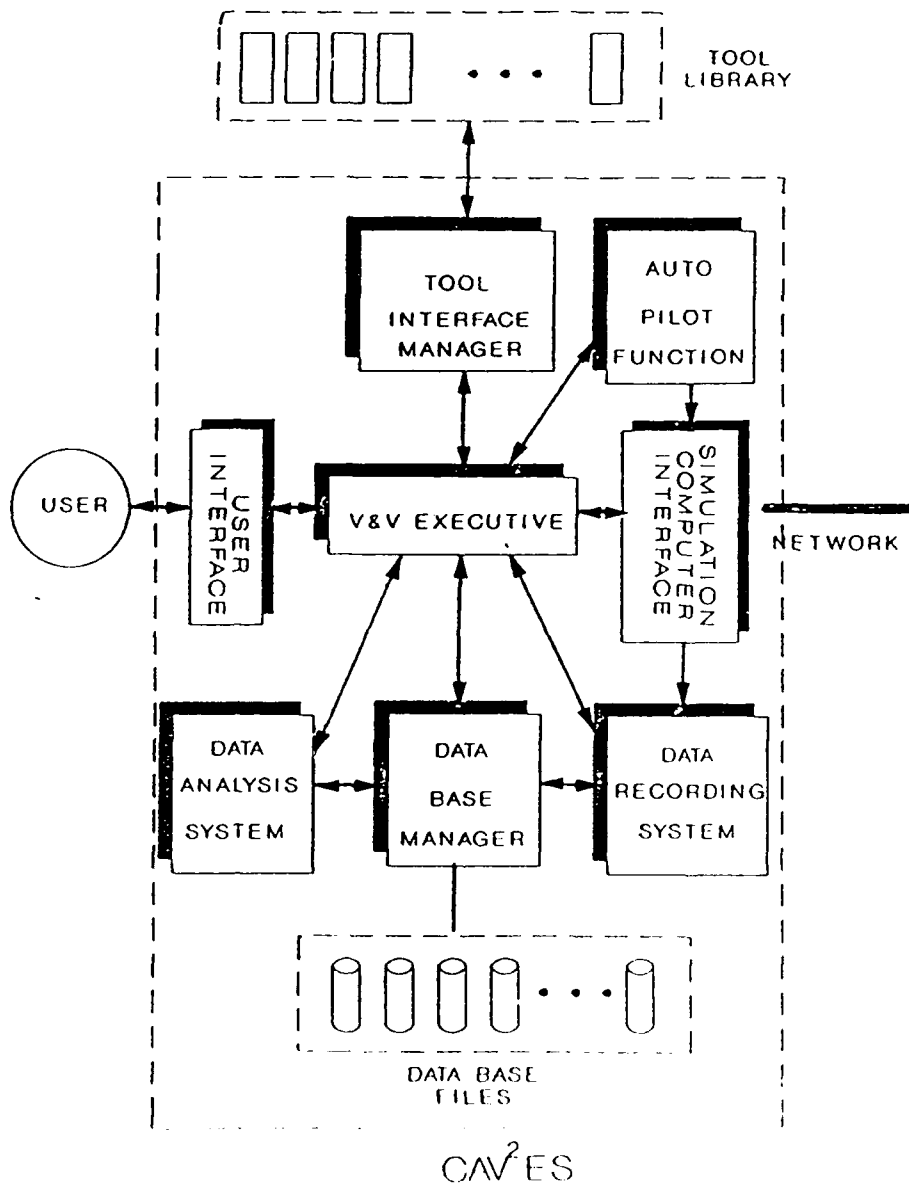 TOOL
LIBRARY
TOOL
INTERFACE
MANAGER
AUTO
PILOT
FUNCTION
USER
USER
INTERFACE
V&V EXECUTIVE
SIMULATION
COMPUTER
INTERFACE
NETWORK
DATA
ANALYSIS
SYSTEM
DATA
BASE
MANAGER
DATA
RECORDING
SYSTEM
DATA BASE
FILES
CAV²ES